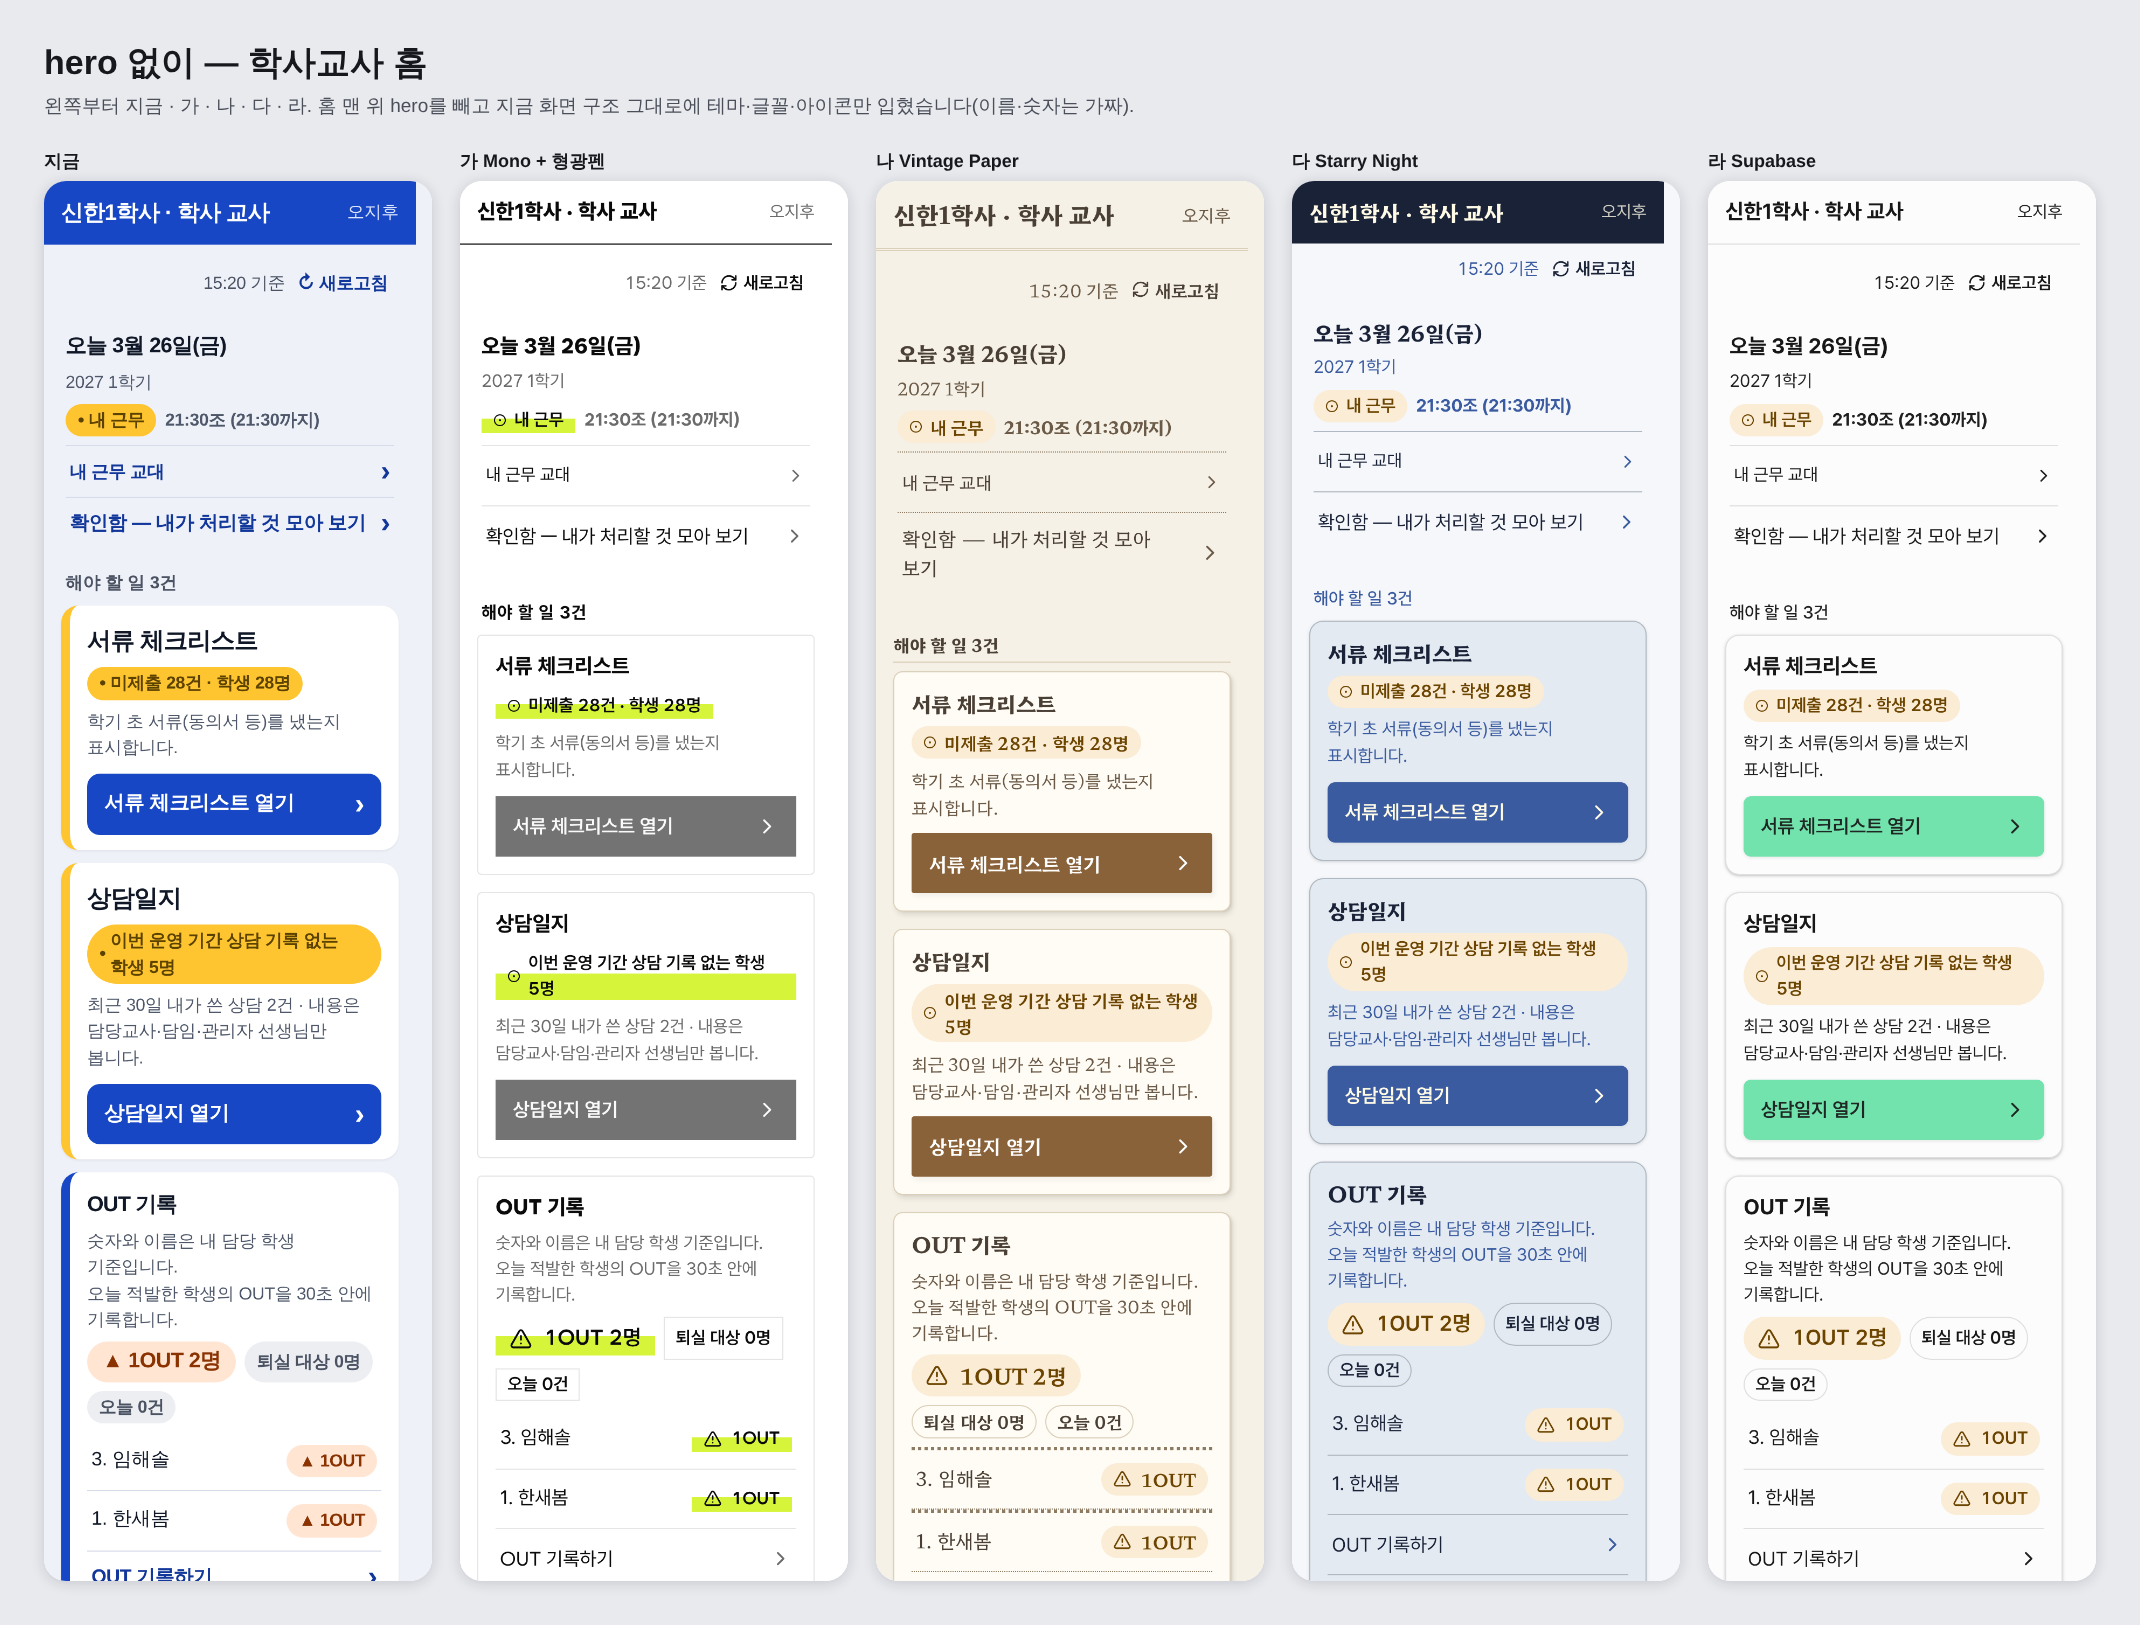 hero 없이 — 학사교사 홈
왼쪽부터 지금 · 가 · 나 · 다 · 라. 홈 맨 위 hero를 빼고 지금 화면 구조 그대로에 테마·글꼴·아이콘만 입혔습니다(이름·숫자는 가짜).
지금
신한1학사 · 학사 교사
오지후
15:20 기준 새로고침
오늘 3월 26일(금)
2027 1학기
• 내 근무 21:30조 (21:30까지)
내 근무 교대 ›
확인함 — 내가 처리할 것 모아 보기 ›
해야 할 일 3건
서류 체크리스트
• 미제출 28건 · 학생 28명
학기 초 서류(동의서 등)를 냈는지
표시합니다.
서류 체크리스트 열기 ›
상담일지
• 이번 운영 기간 상담 기록 없는
학생 5명
최근 30일 내가 쓴 상담 2건 · 내용은
담당교사·담임·관리자 선생님만
봅니다.
상담일지 열기 ›
OUT 기록
숫자와 이름은 내 담당 학생
기준입니다.
오늘 적발한 학생의 OUT을 30초 안에
기록합니다.
▲ 1OUT 2명 퇴실 대상 0명
오늘 0건
3. 임해솔 ▲ 1OUT
1. 한새봄 ▲ 1OUT
OUT 기록하기 ›
가 Mono + 형광펜
신한1학사 · 학사 교사
오지후
15:20 기준 새로고침
오늘 3월 26일(금)
2027 1학기
내 근무 21:30조 (21:30까지)
내 근무 교대
확인함 — 내가 처리할 것 모아 보기
해야 할 일 3건
서류 체크리스트
미제출 28건 · 학생 28명
학기 초 서류(동의서 등)를 냈는지
표시합니다.
서류 체크리스트 열기
상담일지
이번 운영 기간 상담 기록 없는 학생
5명
최근 30일 내가 쓴 상담 2건 · 내용은
담당교사·담임·관리자 선생님만 봅니다.
상담일지 열기
OUT 기록
숫자와 이름은 내 담당 학생 기준입니다.
오늘 적발한 학생의 OUT을 30초 안에
기록합니다.
1OUT 2명 퇴실 대상 0명
오늘 0건
3. 임해솔 1OUT
1. 한새봄 1OUT
OUT 기록하기
나 Vintage Paper
신한1학사 · 학사 교사
오지후
15:20 기준 새로고침
오늘 3월 26일(금)
2027 1학기
내 근무 21:30조 (21:30까지)
내 근무 교대
확인함 — 내가 처리할 것 모아
보기
해야 할 일 3건
서류 체크리스트
미제출 28건 · 학생 28명
학기 초 서류(동의서 등)를 냈는지
표시합니다.
서류 체크리스트 열기
상담일지
이번 운영 기간 상담 기록 없는 학생
5명
최근 30일 내가 쓴 상담 2건 · 내용은
담당교사·담임·관리자 선생님만 봅니다.
상담일지 열기
OUT 기록
숫자와 이름은 내 담당 학생 기준입니다.
오늘 적발한 학생의 OUT을 30초 안에
기록합니다.
1OUT 2명
퇴실 대상 0명 오늘 0건
3. 임해솔 1OUT
1. 한새봄 1OUT
다 Starry Night
신한1학사 · 학사 교사
오지후
15:20 기준 새로고침
오늘 3월 26일(금)
2027 1학기
내 근무 21:30조 (21:30까지)
내 근무 교대
확인함 — 내가 처리할 것 모아 보기
해야 할 일 3건
서류 체크리스트
미제출 28건 · 학생 28명
학기 초 서류(동의서 등)를 냈는지
표시합니다.
서류 체크리스트 열기
상담일지
이번 운영 기간 상담 기록 없는 학생
5명
최근 30일 내가 쓴 상담 2건 · 내용은
담당교사·담임·관리자 선생님만 봅니다.
상담일지 열기
OUT 기록
숫자와 이름은 내 담당 학생 기준입니다.
오늘 적발한 학생의 OUT을 30초 안에
기록합니다.
1OUT 2명 퇴실 대상 0명
오늘 0건
3. 임해솔 1OUT
1. 한새봄 1OUT
OUT 기록하기
라 Supabase
신한1학사 · 학사 교사
오지후
15:20 기준 새로고침
오늘 3월 26일(금)
2027 1학기
내 근무 21:30조 (21:30까지)
내 근무 교대
확인함 — 내가 처리할 것 모아 보기
해야 할 일 3건
서류 체크리스트
미제출 28건 · 학생 28명
학기 초 서류(동의서 등)를 냈는지
표시합니다.
서류 체크리스트 열기
상담일지
이번 운영 기간 상담 기록 없는 학생
5명
최근 30일 내가 쓴 상담 2건 · 내용은
담당교사·담임·관리자 선생님만 봅니다.
상담일지 열기
OUT 기록
숫자와 이름은 내 담당 학생 기준입니다.
오늘 적발한 학생의 OUT을 30초 안에
기록합니다.
1OUT 2명 퇴실 대상 0명
오늘 0건
3. 임해솔 1OUT
1. 한새봄 1OUT
OUT 기록하기